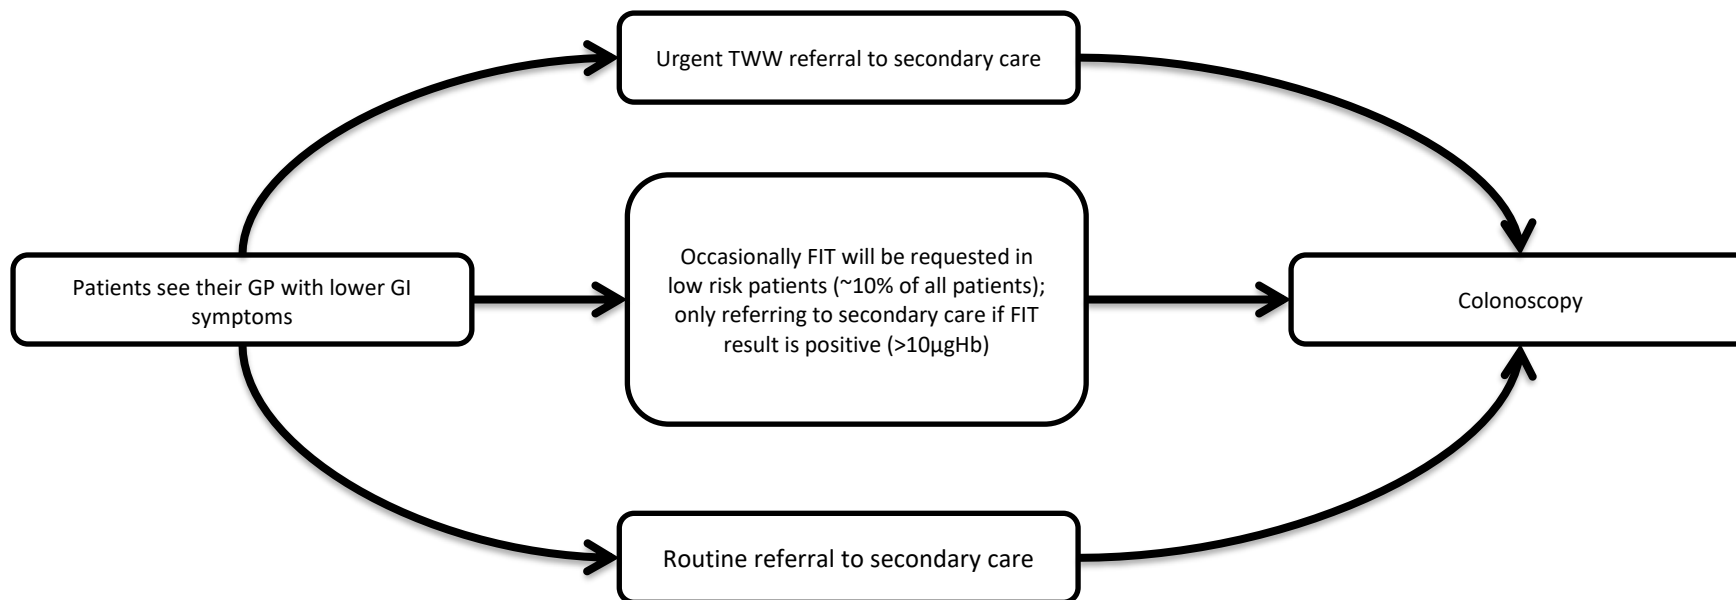 Urgent TWW referral to secondary care
Patients see their GP with lower GI
symptoms
Occasionally FIT will be requested in
low risk patients (~10% of all patients);
only referring to secondary care if FIT
result is positive (>10µgHb)
Colonoscopy
Routine referral to secondary care